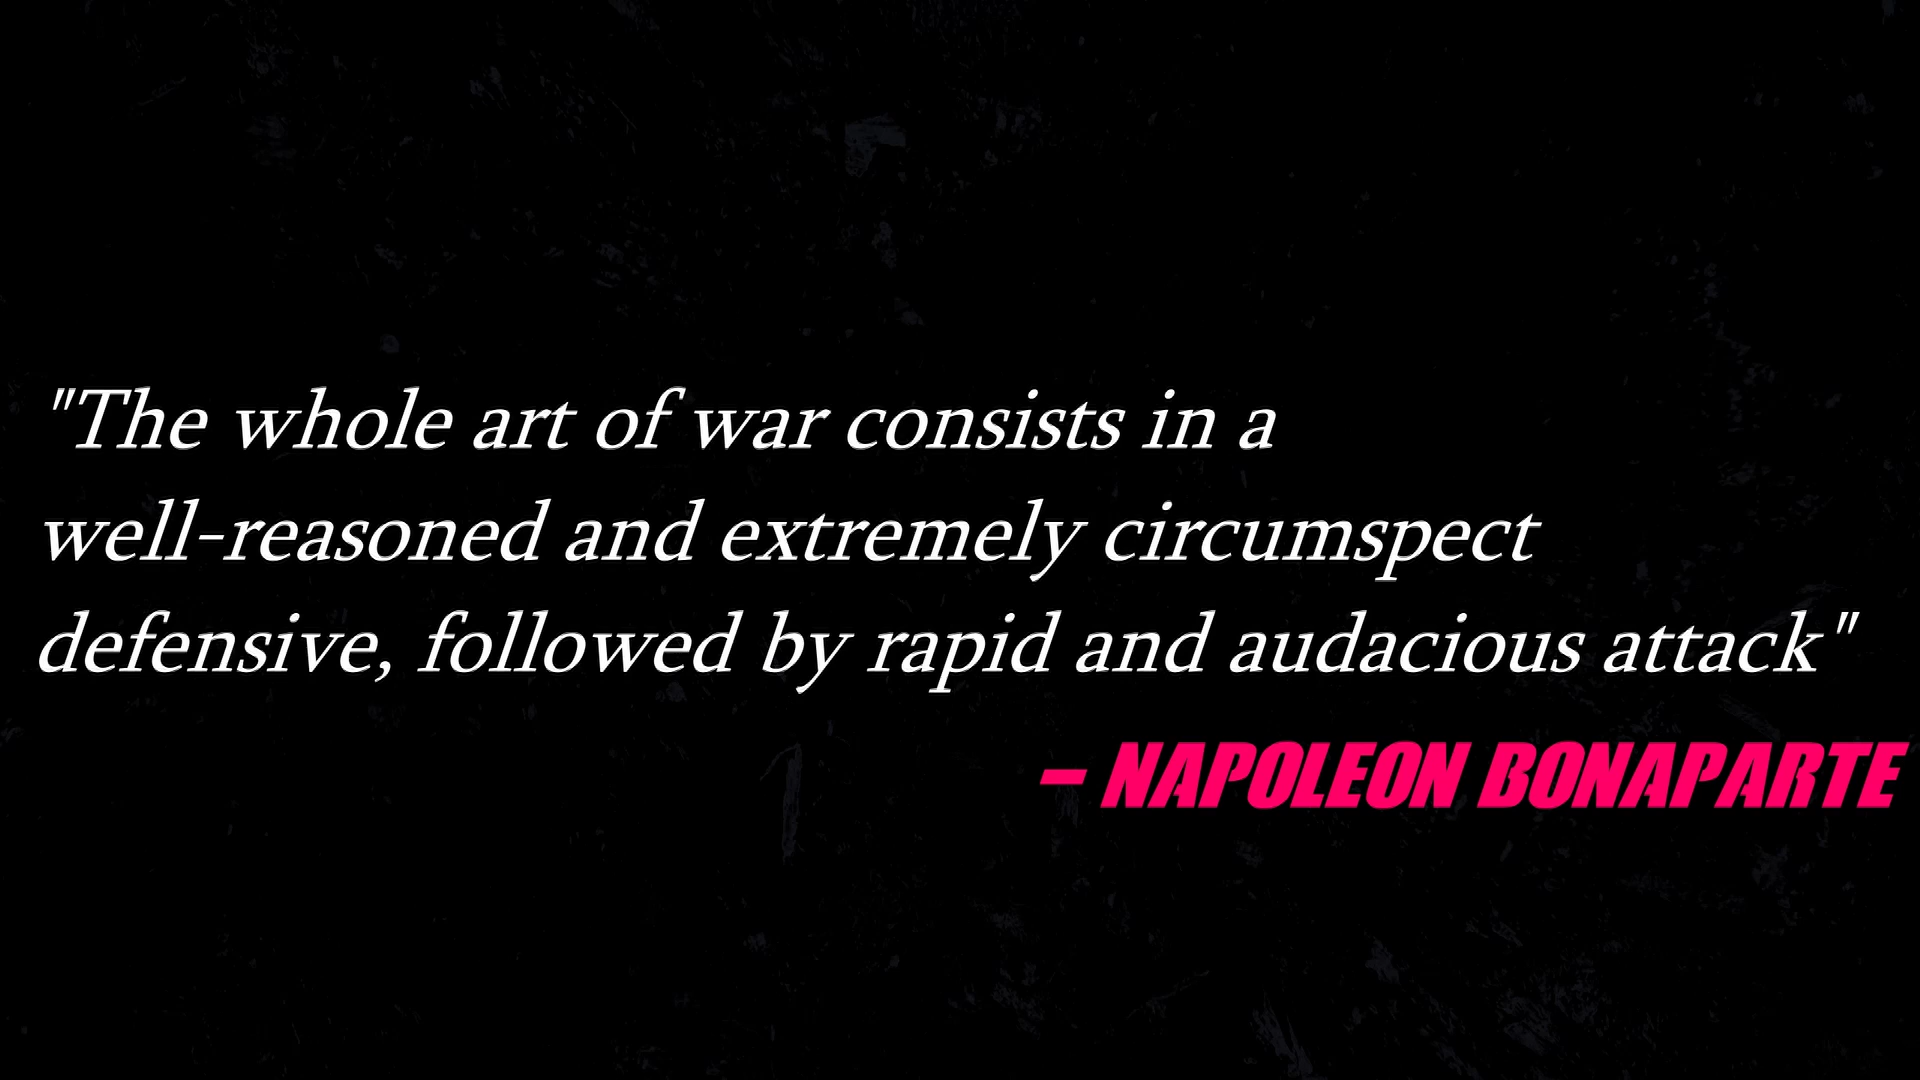 "The whole art of war consists in a
well-reasoned and extremely circumspect
defensive, followed by rapid and audacious attack"
– NAPOLEON BONAPARTE